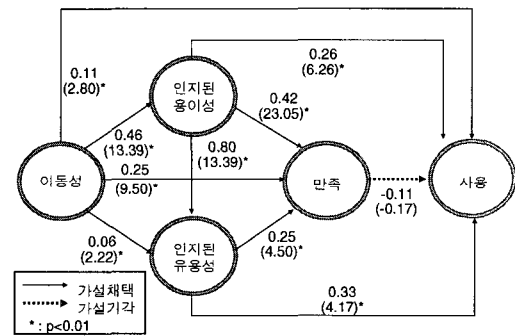 0.11
(2.80)*
0.26
(6.26)*
인지된
용이성
0.42
(23.05)*
0.46
(13.39)*
0.80
(13.39)*
0.25
(9.50)*
이동성
만족
-0.11
(-0.17)
사용
0.06
(2.22)*
인지된
유용성
0.25
(4.50)*
0.33
(4.17)*
가설채택
가설기각
* : p<0.01